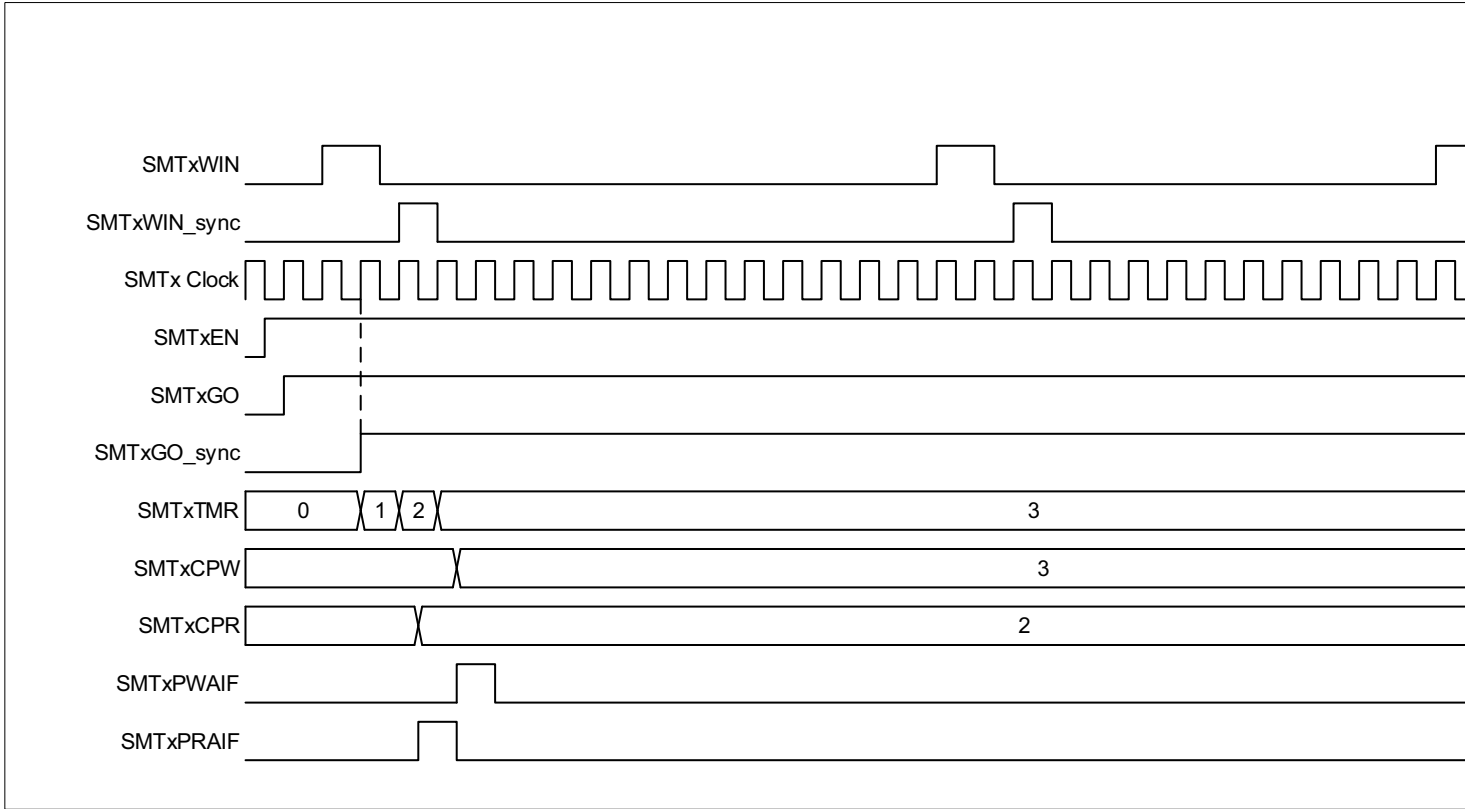 SMTxWIN
SMTxWIN_sync
SMTx Clock
SMTxEN
SMTxGO
SMTxGO_sync
SMTxTMR 0 1 2 3
SMTxCPW 3
SMTxCPR 2
SMTxPWAIF
SMTxPRAIF